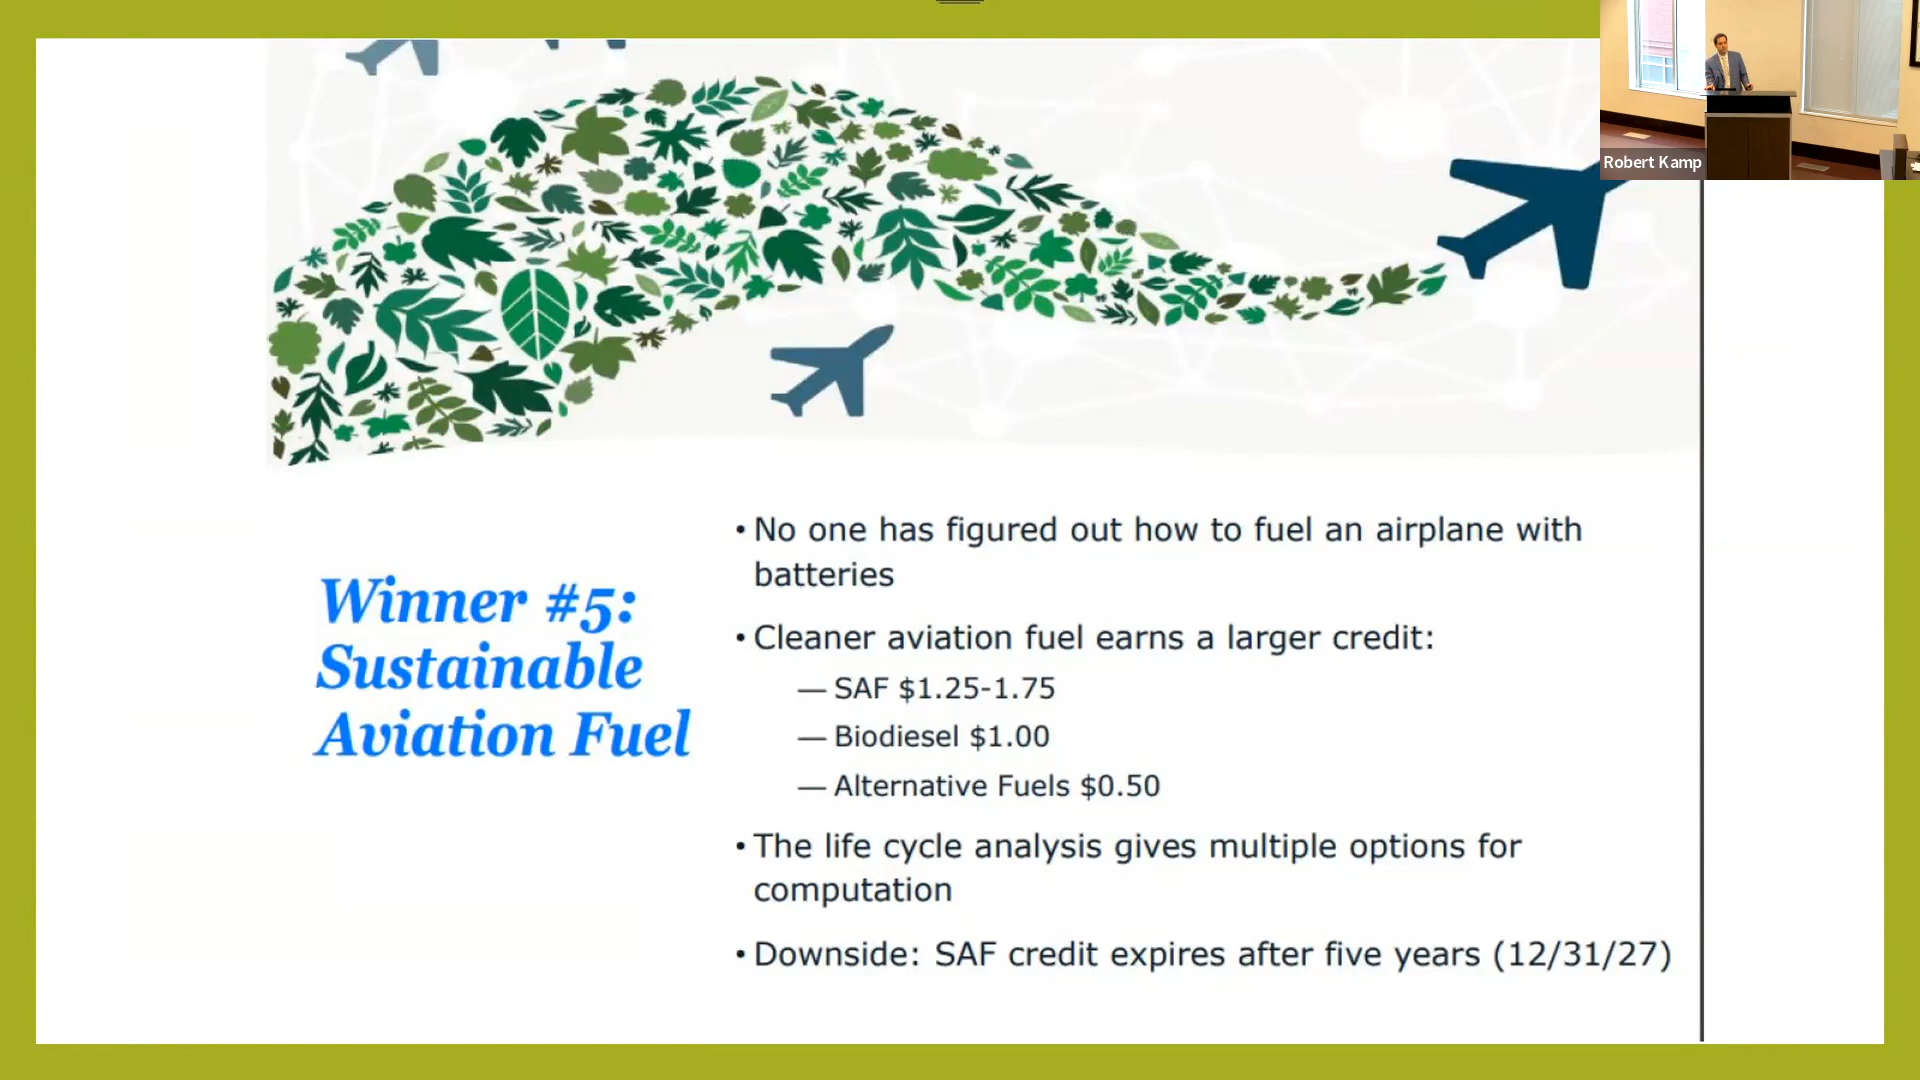 Robert Kamp
Winner #5:
Sustainable
Aviation Fuel
• No one has figured out how to fuel an airplane with
batteries
• Cleaner aviation fuel earns a larger credit:
— SAF $1.25-1.75
— Biodiesel $1.00
— Alternative Fuels $0.50
• The life cycle analysis gives multiple options for
computation
• Downside: SAF credit expires after five years (12/31/27)